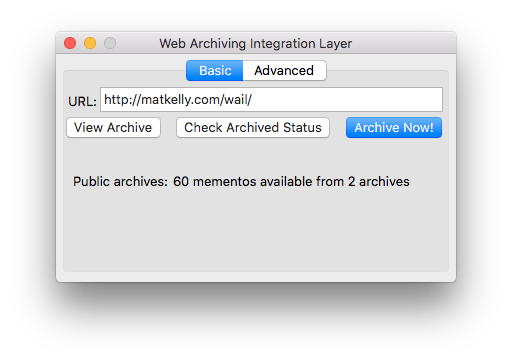 Web Archiving Integration Layer
Basic Advanced
URL: http://matkelly.com/wail/
View Archive Check Archived Status Archive Now!
Public archives: 60 mementos available from 2 archives